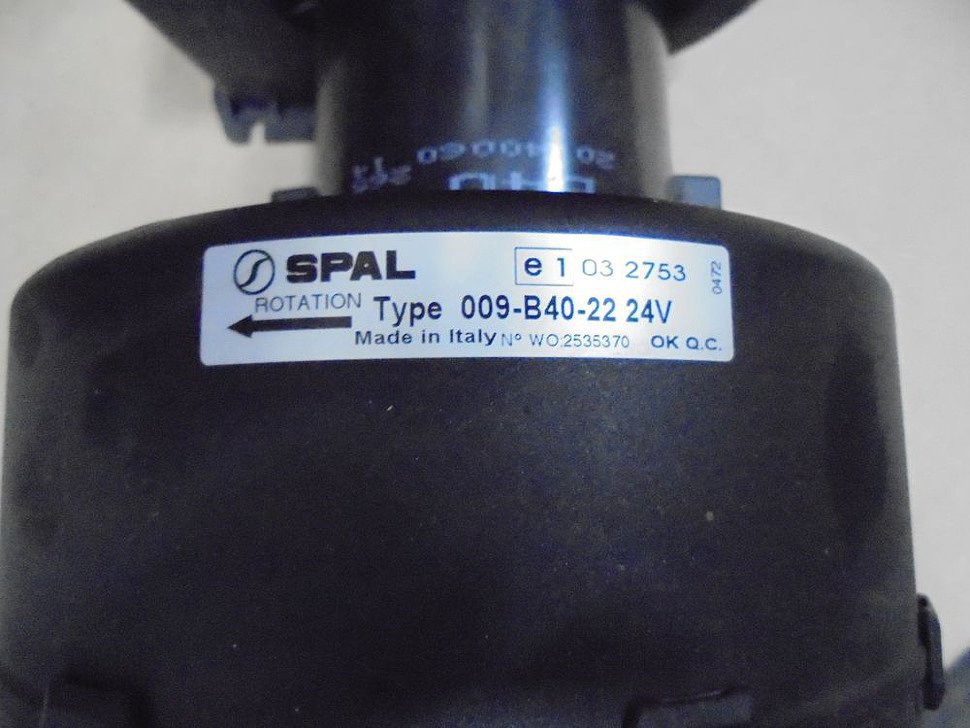 SPAL
e 1 03 2753
0472
ROTATION
Type 009-B40-22 24V
Made in Italy N° WO:2535370 OK Q.C.